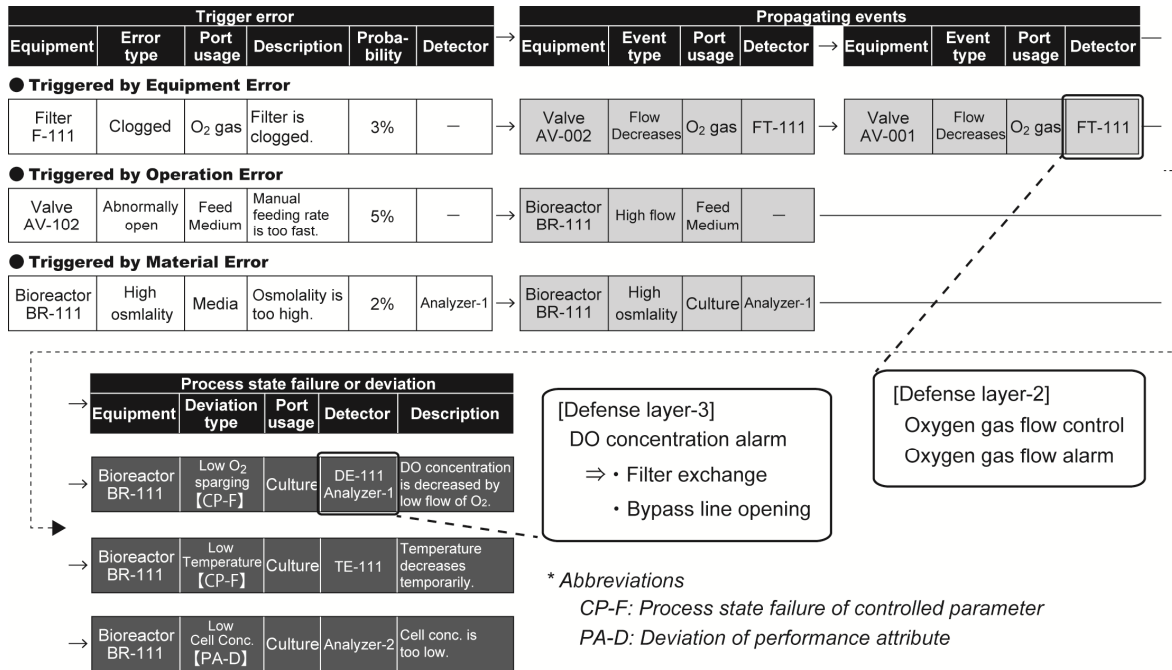 Trigger error
Propagating events
Equipment Error type Port usage Description Proba-bility Detector → Equipment Event type Port usage Detector → Equipment Event type Port usage Detector
● Triggered by Equipment Error
Filter F-111 Clogged O₂ gas Filter is clogged. 3% – → Valve AV-002 Flow Decreases O₂ gas FT-111 → Valve AV-001 Flow Decreases O₂ gas FT-111
● Triggered by Operation Error
Valve AV-102 Abnormally open Feed Medium Manual feeding rate is too fast. 5% – → Bioreactor BR-111 High flow Feed Medium –
● Triggered by Material Error
Bioreactor BR-111 High osmlality Media Osmolality is too high. 2% Analyzer-1 → Bioreactor BR-111 High osmlality Culture Analyzer-1
Process state failure or deviation
→ Equipment Deviation type Port usage Detector Description
→ Bioreactor BR-111 Low O₂ sparging 【CP-F】 Culture DE-111 Analyzer-1 DO concentration is decreased by low flow of O₂.
→ Bioreactor BR-111 Low Temperature 【CP-F】 Culture TE-111 Temperature decreases temporarily.
→ Bioreactor BR-111 Low Cell Conc. 【PA-D】 Culture Analyzer-2 Cell conc. is too low.
[Defense layer-3]
DO concentration alarm
⇒ ・Filter exchange
・Bypass line opening
[Defense layer-2]
Oxygen gas flow control
Oxygen gas flow alarm
* Abbreviations
CP-F: Process state failure of controlled parameter
PA-D: Deviation of performance attribute